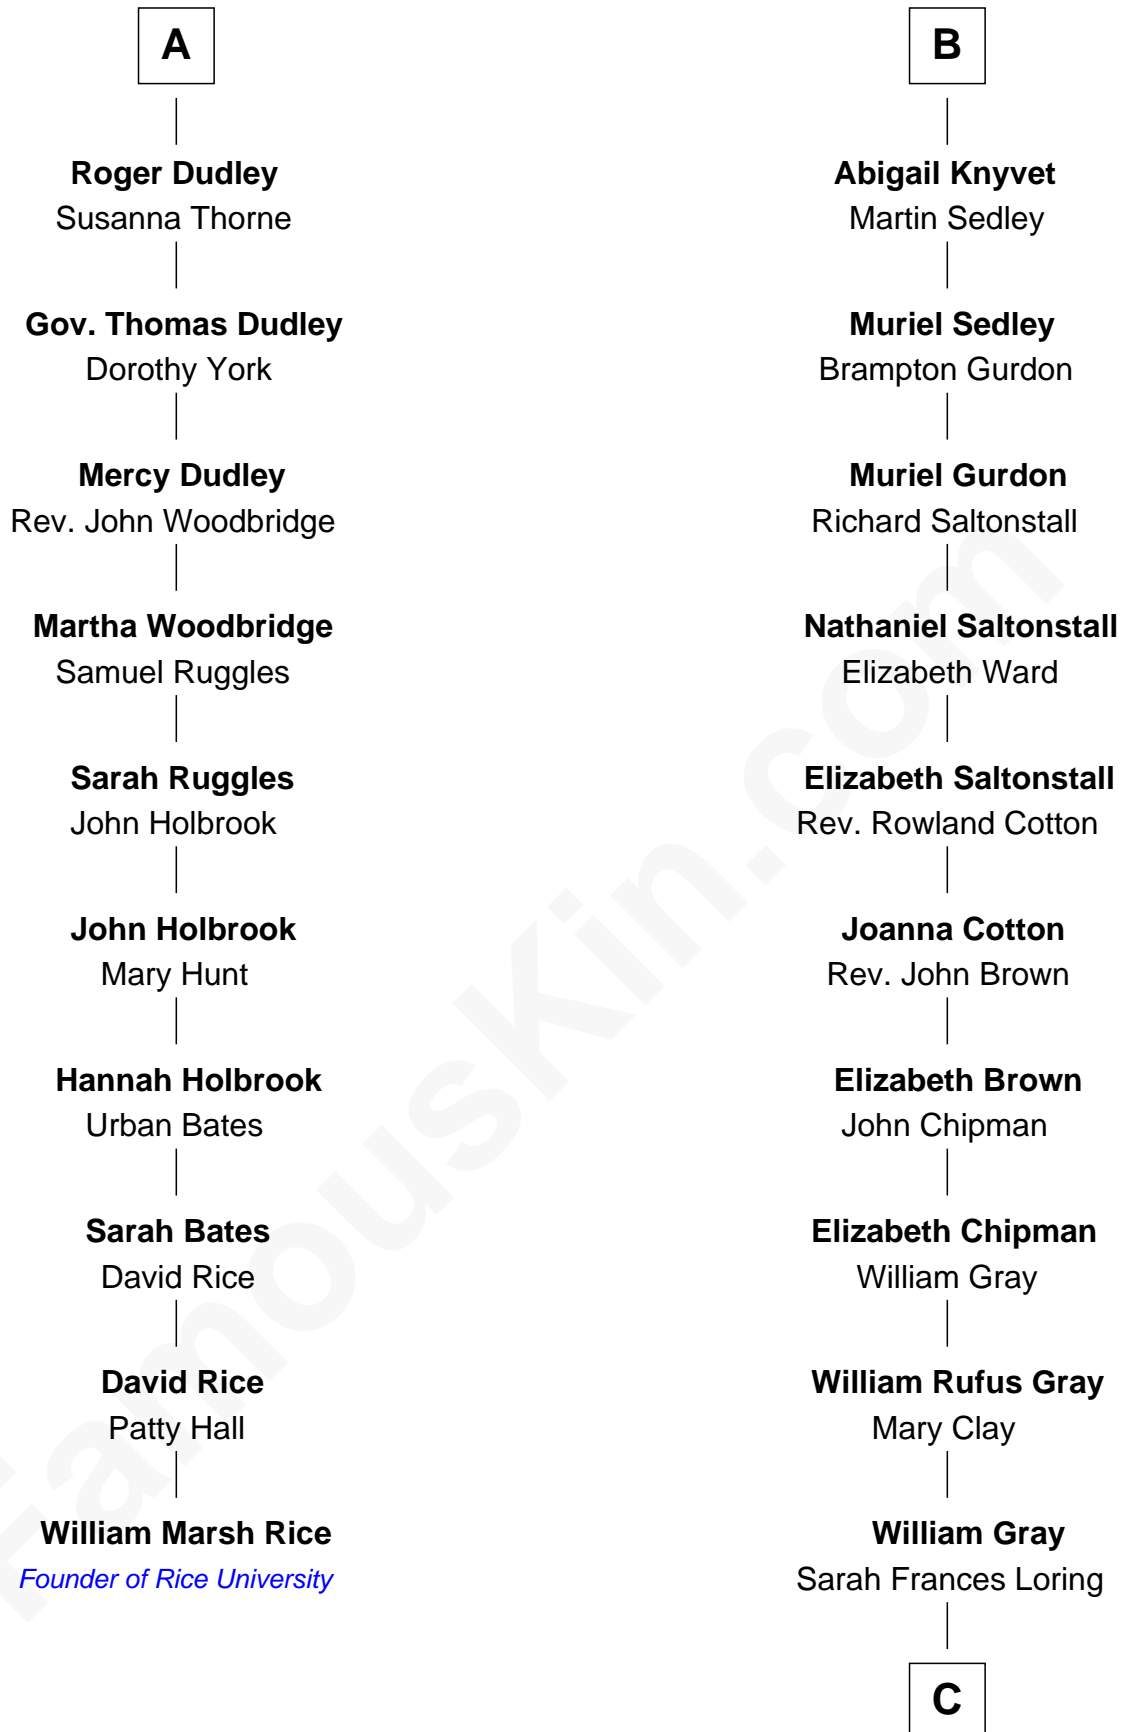 A
Roger Dudley
Susanna Thorne
Gov. Thomas Dudley
Dorothy York
Mercy Dudley
Rev. John Woodbridge
Martha Woodbridge
Samuel Ruggles
Sarah Ruggles
John Holbrook
John Holbrook
Mary Hunt
Hannah Holbrook
Urban Bates
Sarah Bates
David Rice
David Rice
Patty Hall
William Marsh Rice
Founder of Rice University
B
Abigail Knyvet
Martin Sedley
Muriel Sedley
Brampton Gurdon
Muriel Gurdon
Richard Saltonstall
Nathaniel Saltonstall
Elizabeth Ward
Elizabeth Saltonstall
Rev. Rowland Cotton
Joanna Cotton
Rev. John Brown
Elizabeth Brown
John Chipman
Elizabeth Chipman
William Gray
William Rufus Gray
Mary Clay
William Gray
Sarah Frances Loring
C
FamousKin.com